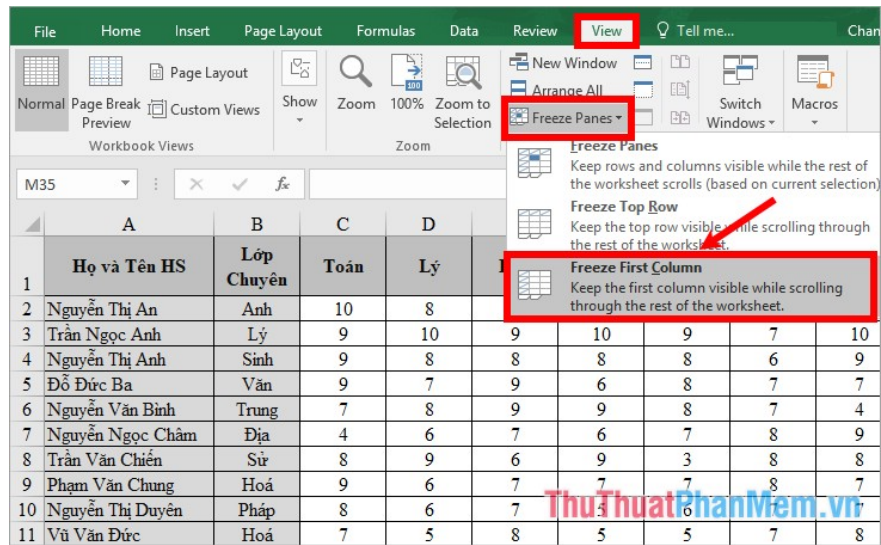 File Home Insert Page Layout Formulas Data Review View Tell me... Chan
Normal Page Break Preview Page Layout Custom Views
Show Zoom 100% Zoom to Selection
New Window
Arrange All
Freeze Panes
Switch Windows Macros
Workbook Views Zoom
Freeze Panes
Keep rows and columns visible while the rest of
the worksheet scrolls (based on current selection)
Freeze Top Row
Keep the top row visible while scrolling through
the rest of the worksheet.
Freeze First Column
Keep the first column visible while scrolling
through the rest of the worksheet.
M35 fx
A B C D
1 Họ và Tên HS Lớp Chuyên Toán Lý
2 Nguyễn Thị An Anh 10 8
3 Trần Ngọc Anh Lý 9 10 9 10 9 7 10
4 Nguyễn Thị Anh Sinh 9 8 8 8 8 6 9
5 Đỗ Đức Ba Văn 9 7 9 6 8 7 7
6 Nguyễn Văn Bình Trung 7 8 9 9 8 7 4
7 Nguyễn Ngọc Châm Địa 4 6 7 6 7 8 9
8 Trần Văn Chiến Sử 8 9 6 9 3 8 8
9 Phạm Văn Chung Hoá 9 6 7 7 7 8 7
10 Nguyễn Thị Duyên Pháp 8 6 7 5 6 7 8
11 Vũ Văn Đức Hoá 7 5 8 5 5 7 8
ThuThuatPhanMem.vn